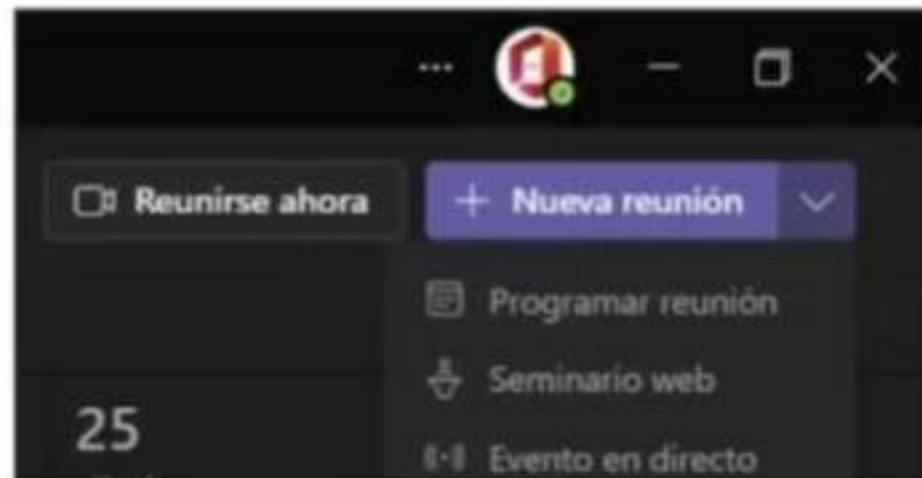 ...
Reunirse ahora
+ Nueva reunión
Programar reunión
Seminario web
Evento en directo
25